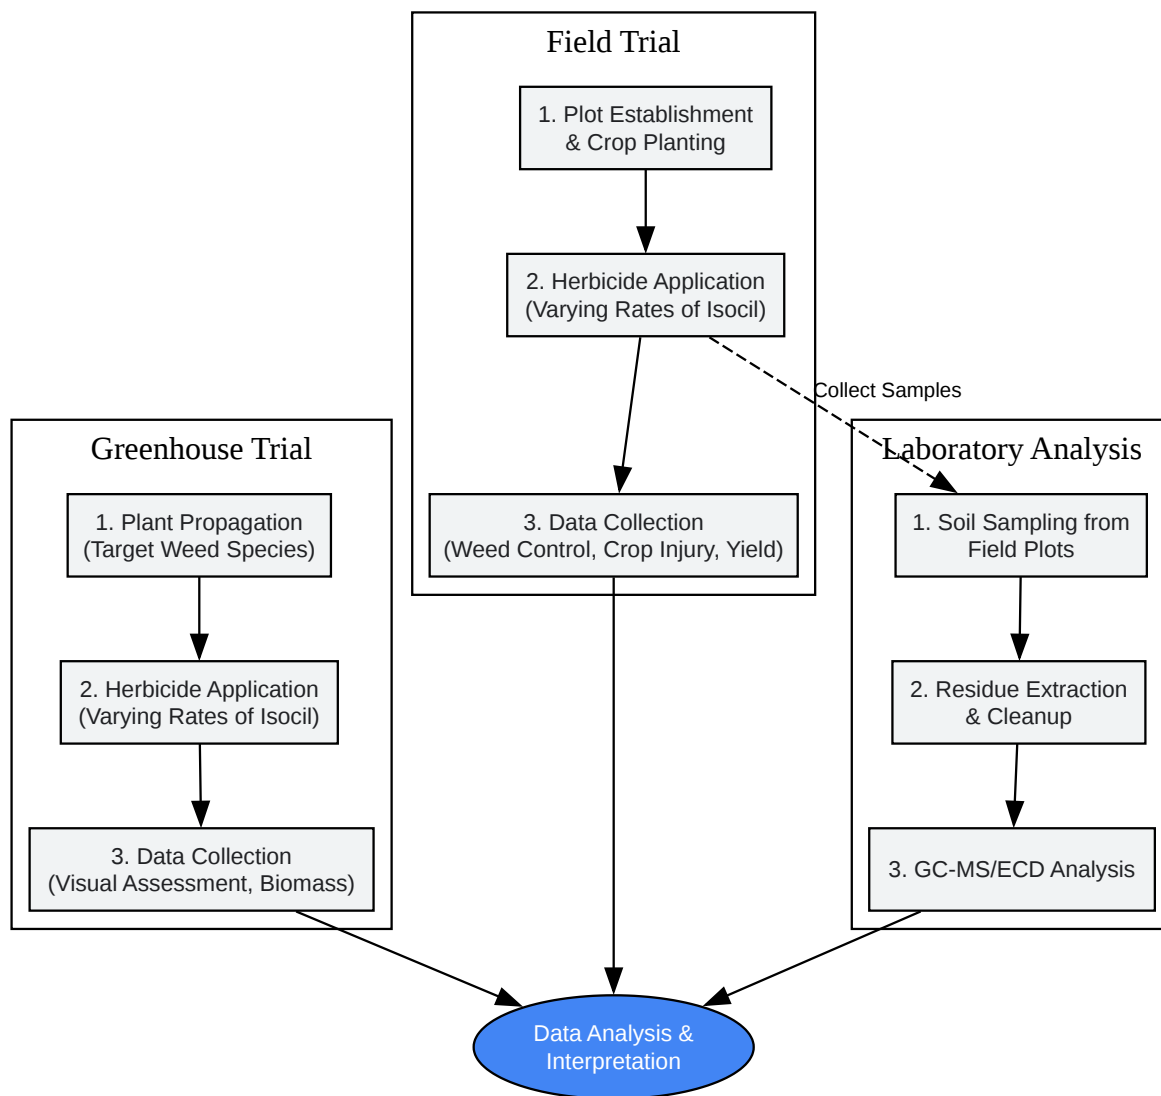 Field Trial
1. Plot Establishment
& Crop Planting
2. Herbicide Application
(Varying Rates of Isocil)
Collect Samples
3. Data Collection
(Weed Control, Crop Injury, Yield)
Greenhouse Trial
1. Plant Propagation
(Target Weed Species)
2. Herbicide Application
(Varying Rates of Isocil)
3. Data Collection
(Visual Assessment, Biomass)
Laboratory Analysis
1. Soil Sampling from
Field Plots
2. Residue Extraction
& Cleanup
3. GC-MS/ECD Analysis
Data Analysis &
Interpretation